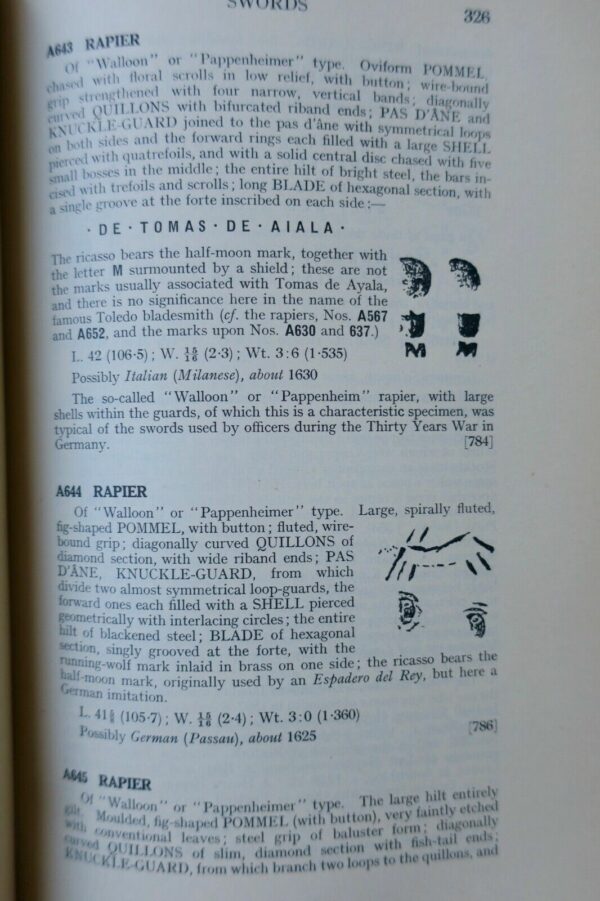 SWORDS
326
A643 RAPIER
Of "Walloon" or "Pappenheimer" type. Oviform POMMEL,
chased with floral scrolls in low relief, with button; wire-bound
grip strengthened with four narrow, vertical bands; diagonally
curved QUILLONS with bifurcated riband ends; PAS D'ÂNE and
KNUCKLE-GUARD joined to the pas d'âne with symmetrical loops
on both sides and the forward rings each filled with a large SHELL
pierced with quatrefoils, and with a solid central disc chased with five
small bosses in the middle; the entire hilt of bright steel, the bars in-
cised with trefoils and scrolls; long BLADE of hexagonal section, with
a single groove at the forte inscribed on each side:—
· DE · TOMAS · DE · AIALA ·
The ricasso bears the half-moon mark, together with
the letter M surmounted by a shield; these are not
the marks usually associated with Tomas de Ayala,
and there is no significance here in the name of the
famous Toledo bladesmith (cf. the rapiers, Nos. A567
and A652, and the marks upon Nos. A630 and 637.)
M M
L. 42 (106·5); W. 15/16 (2·3); Wt. 3:6 (1·535)
Possibly Italian (Milanese), about 1630
The so-called "Walloon" or "Pappenheim" rapier, with large
shells within the guards, of which this is a characteristic specimen, was
typical of the swords used by officers during the Thirty Years War in
Germany. [784]
A644 RAPIER
Of "Walloon" or "Pappenheimer" type. Large, spirally fluted,
fig-shaped POMMEL, with button; fluted, wire-
bound grip; diagonally curved QUILLONS of
diamond section, with wide riband ends; PAS
D'ÂNE, KNUCKLE-GUARD, from which
divide two almost symmetrical loop-guards, the
forward ones each filled with a SHELL pierced
geometrically with interlacing circles; the entire
hilt of blackened steel; BLADE of hexagonal
section, singly grooved at the forte, with the
running-wolf mark inlaid in brass on one side; the ricasso bears the
half-moon mark, originally used by an Espadero del Rey, but here a
German imitation.
L. 41 (105·7); W. 15/16 (2·4); Wt. 3:0 (1·360)
Possibly German (Passau), about 1625 [786]
A645 RAPIER
Of "Walloon" or "Pappenheimer" type. The large hilt entirely
gilt. Moulded, fig-shaped POMMEL (with button), very faintly etched
with conventional leaves; steel grip of baluster form; diagonally
curved QUILLONS of slim, diamond section with fish-tail ends;
KNUCKLE-GUARD, from which branch two loops to the quillons, and